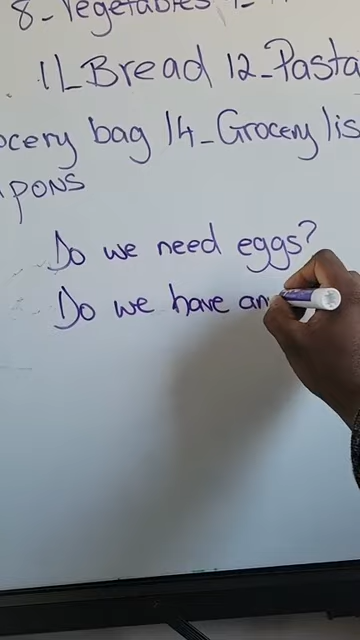 8_Vegetables
11_Bread 12_Pasta
ocery bag 14_Grocery lis
pons
Do we need eggs?
Do we have an